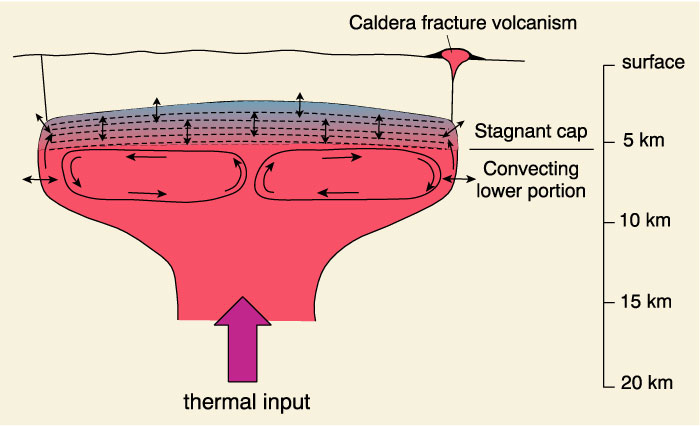 Caldera fracture volcanism
surface
Stagnant cap
5 km
Convecting
lower portion
10 km
15 km
20 km
thermal input